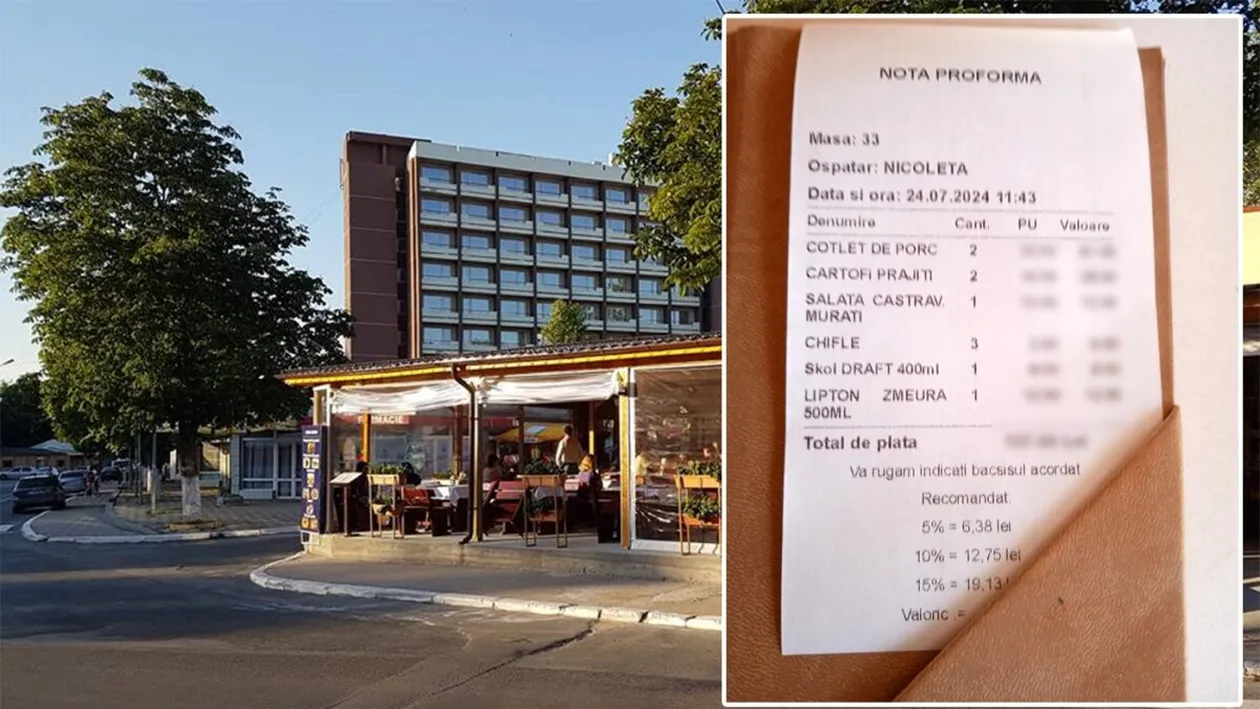 FARMACIE
NOTA PROFORMA
Masa: 33
Ospatar: NICOLETA
Data si ora: 24.07.2024 11:43
Denumire Cant. PU Valoare
COTLET DE PORC 2
CARTOFI PRAJITI 2
SALATA CASTRAV. 1
MURATI
CHIFLE 3
Skol DRAFT 400ml 1
LIPTON ZMEURA 1
500ML
Total de plata
Va rugam indicati bacsisul acordat
Recomandat:
5% = 6,38 lei
10% = 12,75 lei
15% = 19,13
Valoric .=